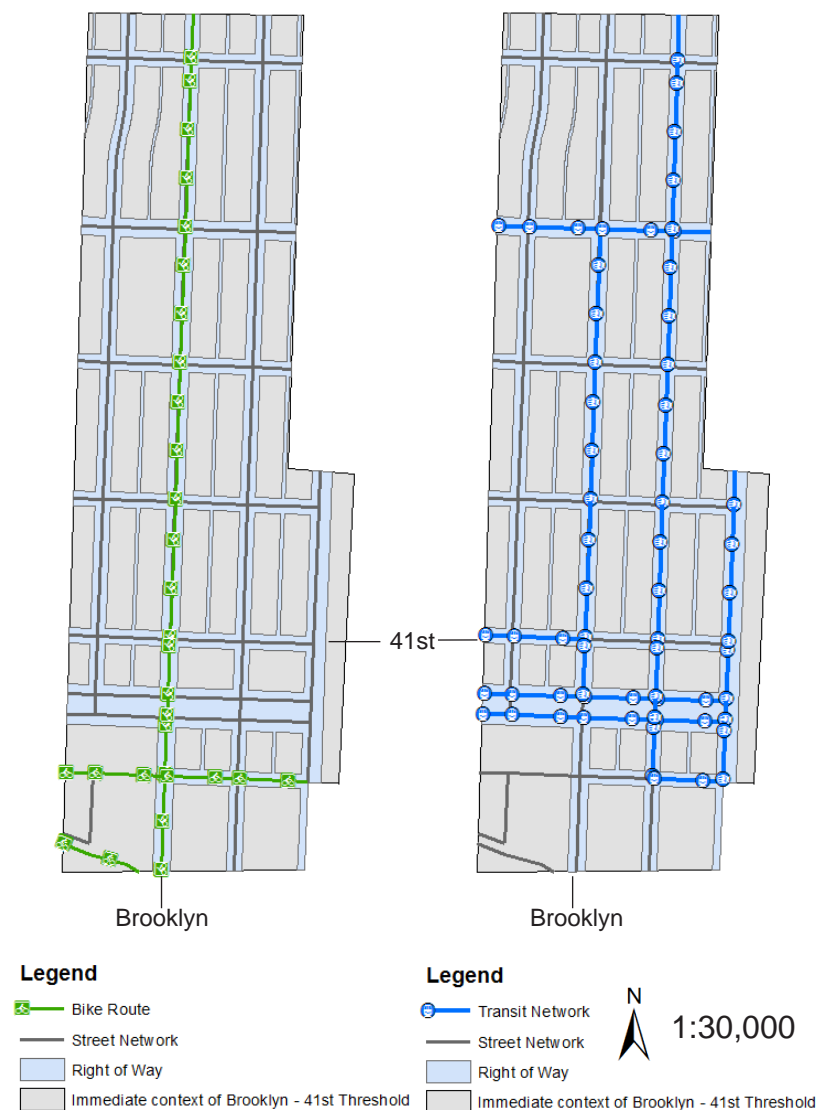 41st
Brooklyn
Brooklyn
Legend
Bike Route
Street Network
Right of Way
Immediate context of Brooklyn - 41st Threshold
Legend
Transit Network
Street Network
Right of Way
Immediate context of Brooklyn - 41st Threshold
N
1:30,000